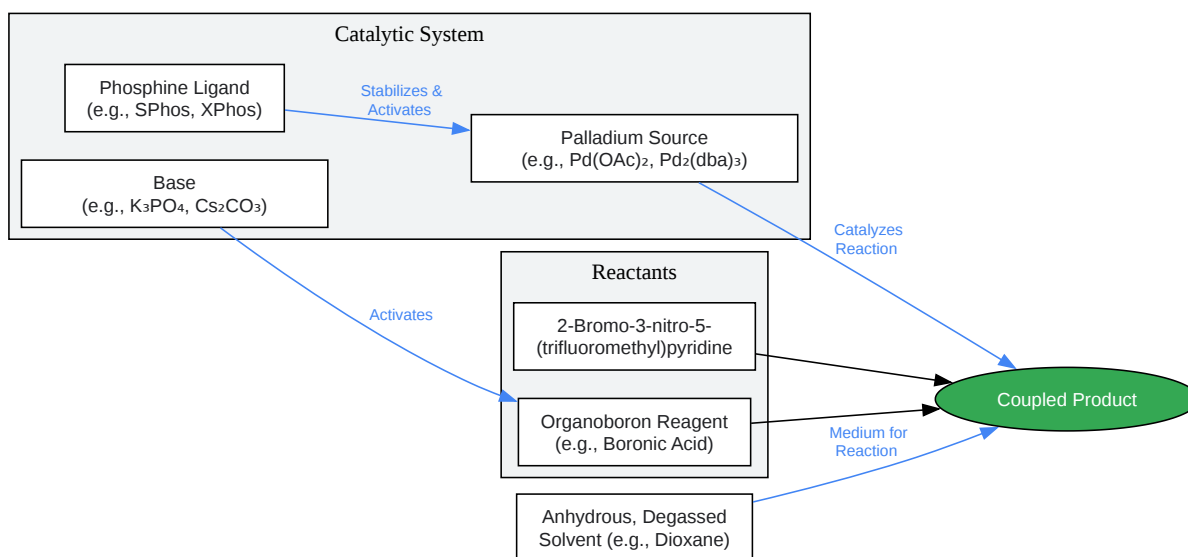 Catalytic System
Phosphine Ligand
(e.g., SPhos, XPhos)
Stabilizes &
Activates
Palladium Source
(e.g., Pd(OAc)₂, Pd₂(dba)₃)
Base
(e.g., K₃PO₄, Cs₂CO₃)
Catalyzes
Reaction
Reactants
Activates
2-Bromo-3-nitro-5-
(trifluoromethyl)pyridine
Organoboron Reagent
(e.g., Boronic Acid)
Coupled Product
Medium for
Reaction
Anhydrous, Degassed
Solvent (e.g., Dioxane)